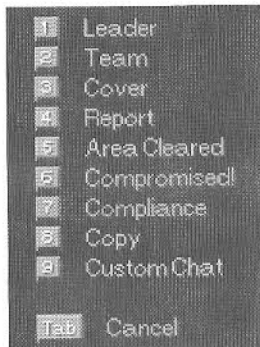 1 Leader
2 Team
3 Cover
4 Report
5 Area Cleared
6 Compromised!
7 Compliance
8 Copy
9 Custom Chat
Tab Cancel